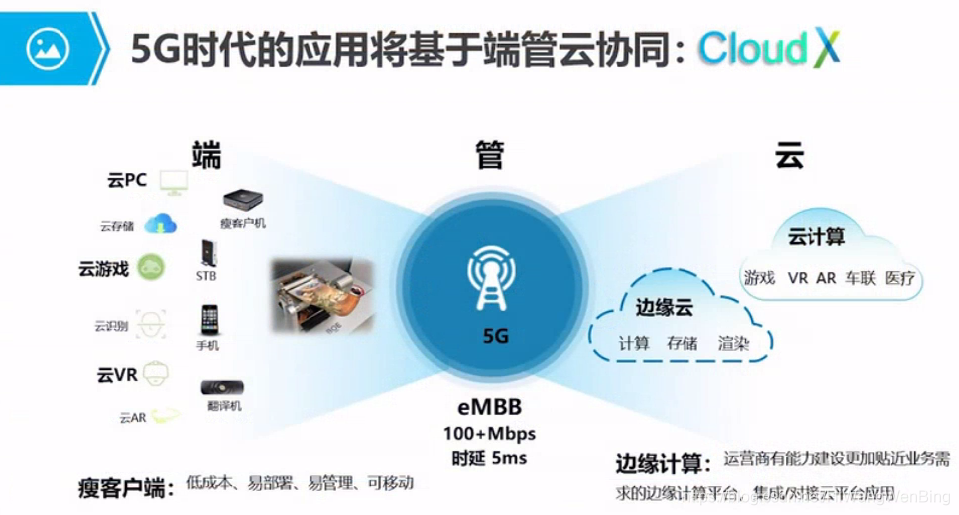 5G时代的应用将基于端管云协同：Cloud X
端
管
云
云PC
瘦客户机
云存储
云游戏
STB
云识别
手机
云VR
翻译机
云AR
5G
eMBB
100+Mbps
时延 5ms
云计算
游戏 VR AR 车联 医疗
边缘云
计算 存储 渲染
瘦客户端：低成本、易部署、易管理、可移动
边缘计算：运营商有能力建设更加贴近业务需
求的边缘计算平台、集成/对接云平台应用